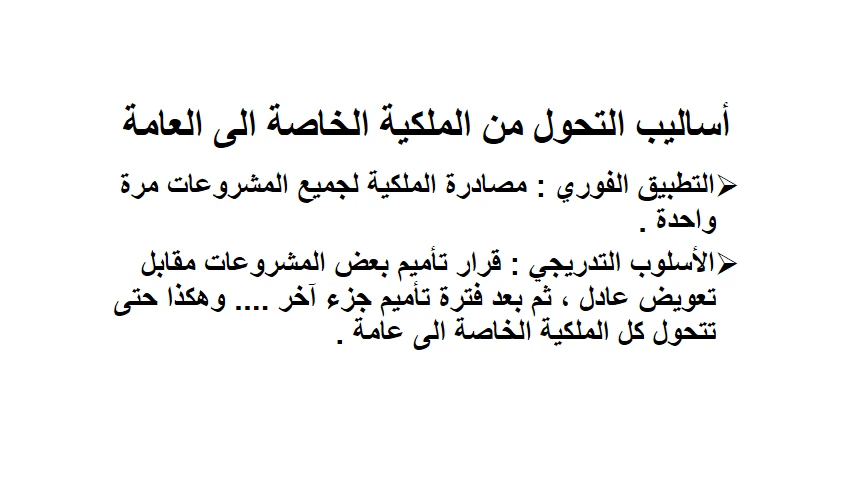 أساليب التحول من الملكية الخاصة الى العامة
➢التطبيق الفوري : مصادرة الملكية لجميع المشروعات مرة
واحدة .
➢الأسلوب التدريجي : قرار تأميم بعض المشروعات مقابل
تعويض عادل ، ثم بعد فترة تأميم جزء آخر .... وهكذا حتى
تتحول كل الملكية الخاصة الى عامة .